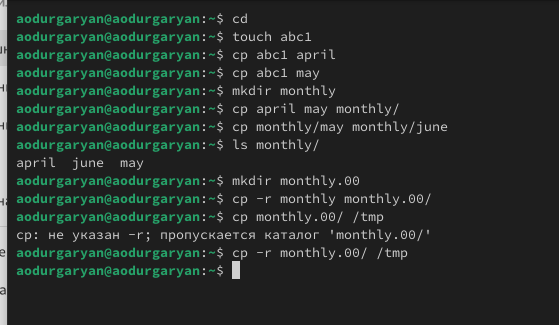 aodurgaryan@aodurgaryan:~$ cd
aodurgaryan@aodurgaryan:~$ touch abc1
aodurgaryan@aodurgaryan:~$ cp abc1 april
aodurgaryan@aodurgaryan:~$ cp abc1 may
aodurgaryan@aodurgaryan:~$ mkdir monthly
aodurgaryan@aodurgaryan:~$ cp april may monthly/
aodurgaryan@aodurgaryan:~$ cp monthly/may monthly/june
aodurgaryan@aodurgaryan:~$ ls monthly/
april  june  may
aodurgaryan@aodurgaryan:~$ mkdir monthly.00
aodurgaryan@aodurgaryan:~$ cp -r monthly monthly.00/
aodurgaryan@aodurgaryan:~$ cp monthly.00/ /tmp
cp: не указан -r; пропускается каталог 'monthly.00/'
aodurgaryan@aodurgaryan:~$ cp -r monthly.00/ /tmp
aodurgaryan@aodurgaryan:~$